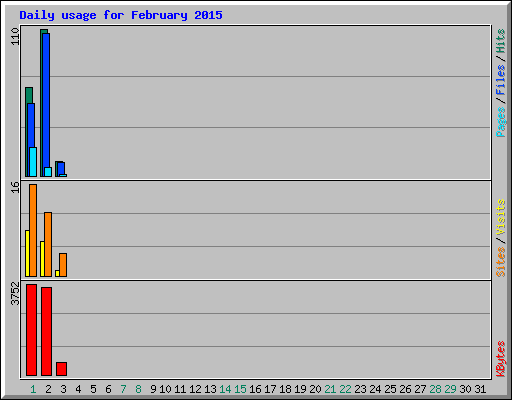 Daily usage for February 2015
110
16
3752
Pages / Files / Hits
Sites / Visits
KBytes
1 2 3 4 5 6 7 8 9 10 11 12 13 14 15 16 17 18 19 20 21 22 23 24 25 26 27 28 29 30 31